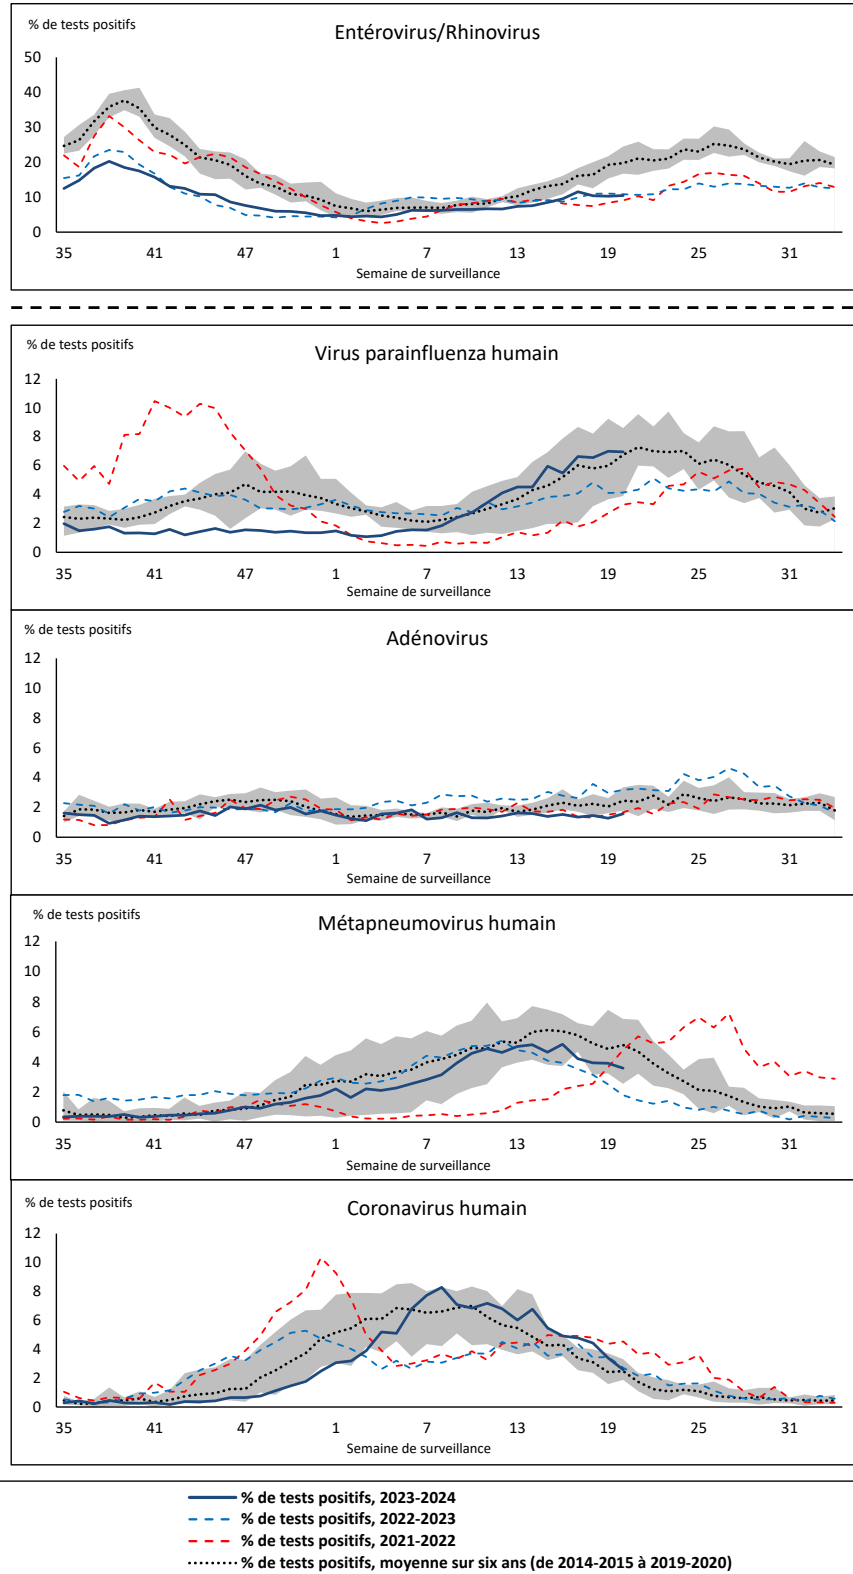 % de tests positifs
Entérovirus/Rhinovirus
50
40
30
20
10
0
35 41 47 1 7 13 19 25 31
Semaine de surveillance
% de tests positifs
Virus parainfluenza humain
12
10
8
6
4
2
0
35 41 47 1 7 13 19 25 31
Semaine de surveillance
% de tests positifs
Adénovirus
12
10
8
6
4
2
0
35 41 47 1 7 13 19 25 31
Semaine de surveillance
% de tests positifs
Métapneumovirus humain
12
10
8
6
4
2
0
35 41 47 1 7 13 19 25 31
Semaine de surveillance
% de tests positifs
Coronavirus humain
12
10
8
6
4
2
0
35 41 47 1 7 13 19 25 31
Semaine de surveillance
% de tests positifs, 2023-2024
% de tests positifs, 2022-2023
% de tests positifs, 2021-2022
% de tests positifs, moyenne sur six ans (de 2014-2015 à 2019-2020)